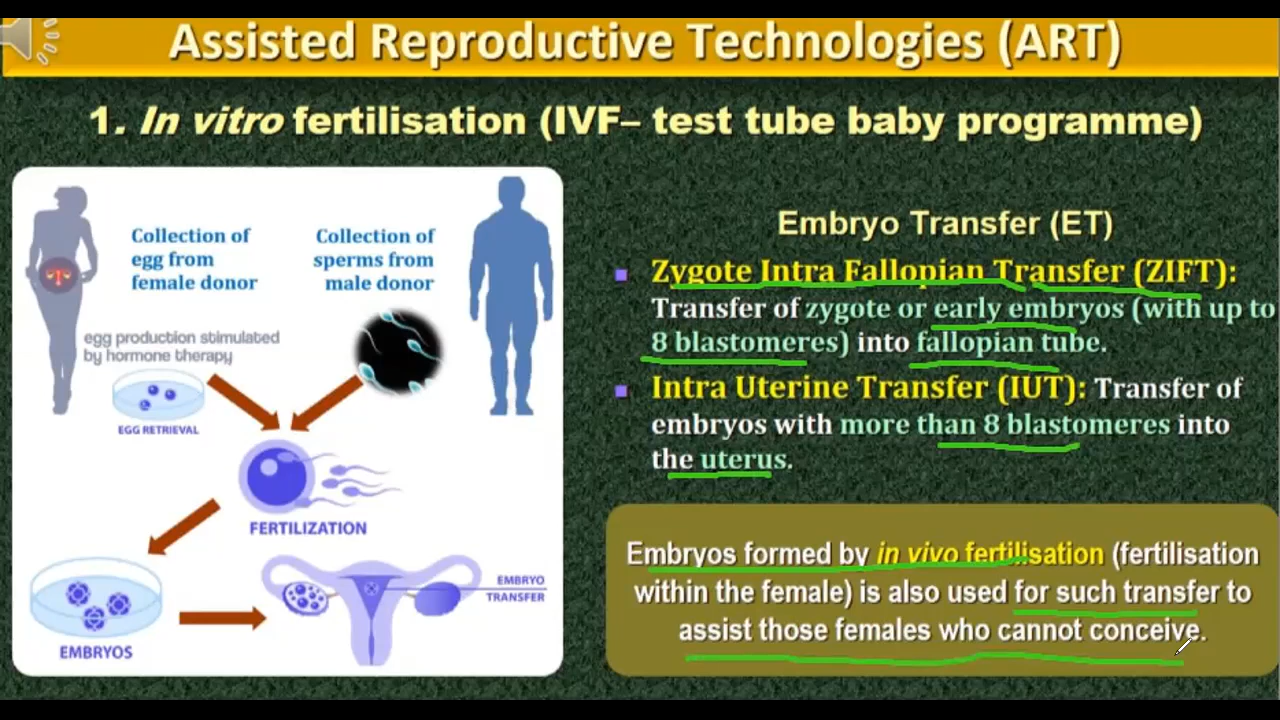 Assisted Reproductive Technologies (ART)
1. In vitro fertilisation (IVF– test tube baby programme)
Collection of
egg from
female donor
Collection of
sperms from
male donor
egg production stimulated
by hormone therapy
EGG RETRIEVAL
FERTILIZATION
EMBRYOS
EMBRYO
TRANSFER
Embryo Transfer (ET)
Zygote Intra Fallopian Transfer (ZIFT):
Transfer of zygote or early embryos (with up to
8 blastomeres) into fallopian tube.
Intra Uterine Transfer (IUT): Transfer of
embryos with more than 8 blastomeres into
the uterus.
Embryos formed by in vivo fertilisation (fertilisation
within the female) is also used for such transfer to
assist those females who cannot conceive.